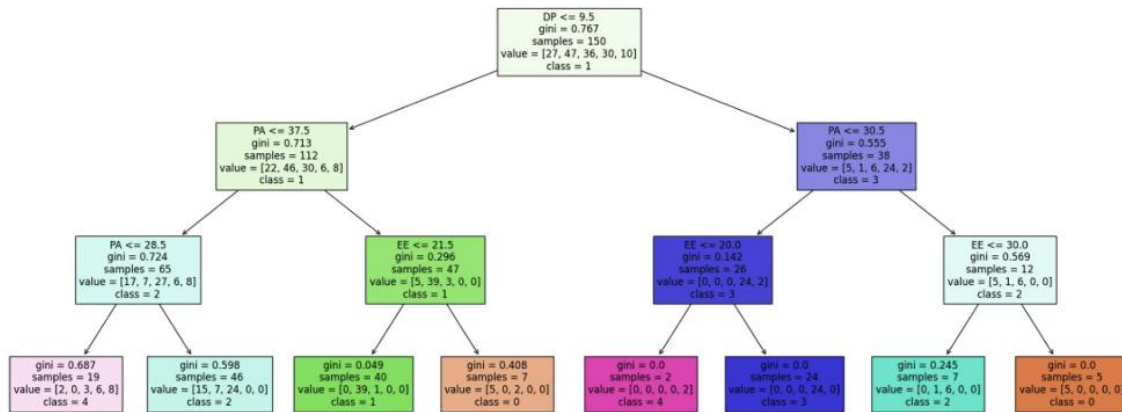 DP <= 9.5
gini = 0.767
samples = 150
value = [27, 47, 36, 30, 10]
class = 1
PA <= 37.5
gini = 0.713
samples = 112
value = [22, 46, 30, 6, 8]
class = 1
PA <= 30.5
gini = 0.555
samples = 38
value = [5, 1, 6, 24, 2]
class = 3
PA <= 28.5
gini = 0.724
samples = 65
value = [17, 7, 27, 6, 8]
class = 2
EE <= 21.5
gini = 0.296
samples = 47
value = [5, 39, 3, 0, 0]
class = 1
EE <= 20.0
gini = 0.142
samples = 26
value = [0, 0, 0, 24, 2]
class = 3
EE <= 30.0
gini = 0.569
samples = 12
value = [5, 1, 6, 0, 0]
class = 2
gini = 0.687
samples = 19
value = [2, 0, 3, 6, 8]
class = 4
gini = 0.598
samples = 46
value = [15, 7, 24, 0, 0]
class = 2
gini = 0.049
samples = 40
value = [0, 39, 1, 0, 0]
class = 1
gini = 0.408
samples = 7
value = [5, 0, 2, 0, 0]
class = 0
gini = 0.0
samples = 2
value = [0, 0, 0, 0, 2]
class = 4
gini = 0.0
samples = 24
value = [0, 0, 0, 24, 0]
class = 3
gini = 0.245
samples = 7
value = [0, 1, 6, 0, 0]
class = 2
gini = 0.0
samples = 5
value = [5, 0, 0, 0, 0]
class = 0